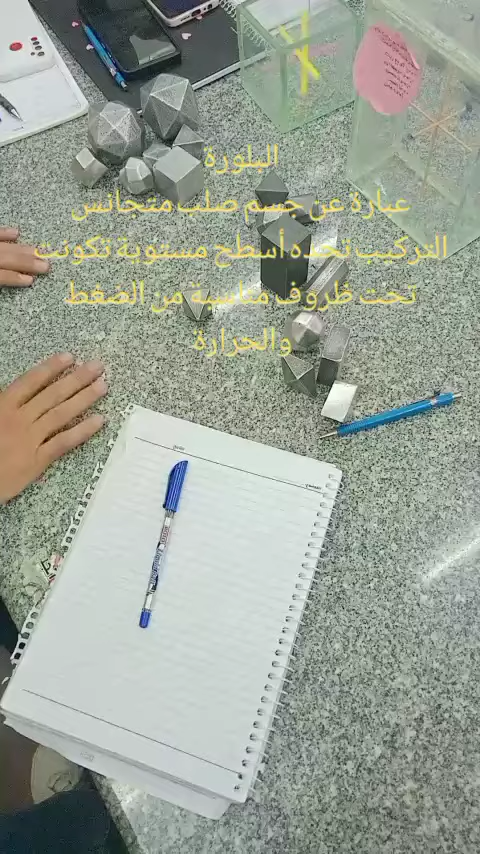 البلورة
عبارة عن جسم صلب متجانس
التركيب تحده أسطح مستوية تكونت
تحت ظروف مناسبة من الضغط
والحرارة